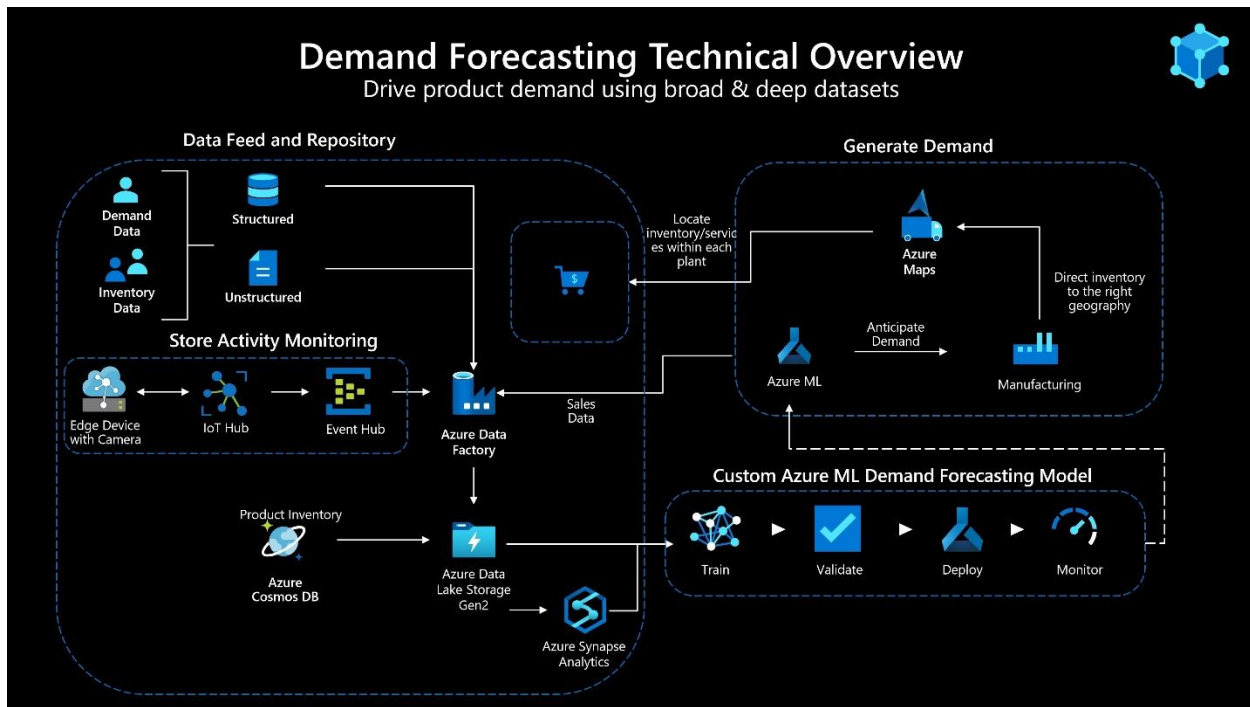 Demand Forecasting Technical Overview
Drive product demand using broad & deep datasets
Data Feed and Repository
Demand
Data
Inventory
Data
Structured
Unstructured
Store Activity Monitoring
Edge Device
with Camera
IoT Hub
Event Hub
Azure Data
Factory
Product Inventory
Azure
Cosmos DB
Azure Data
Lake Storage
Gen2
Azure Synapse
Analytics
$
Locate
inventory/servic
es within each
plant
Sales
Data
Generate Demand
Azure
Maps
Direct inventory
to the right
geography
Azure ML
Anticipate
Demand
Manufacturing
Custom Azure ML Demand Forecasting Model
Train
Validate
Deploy
Monitor